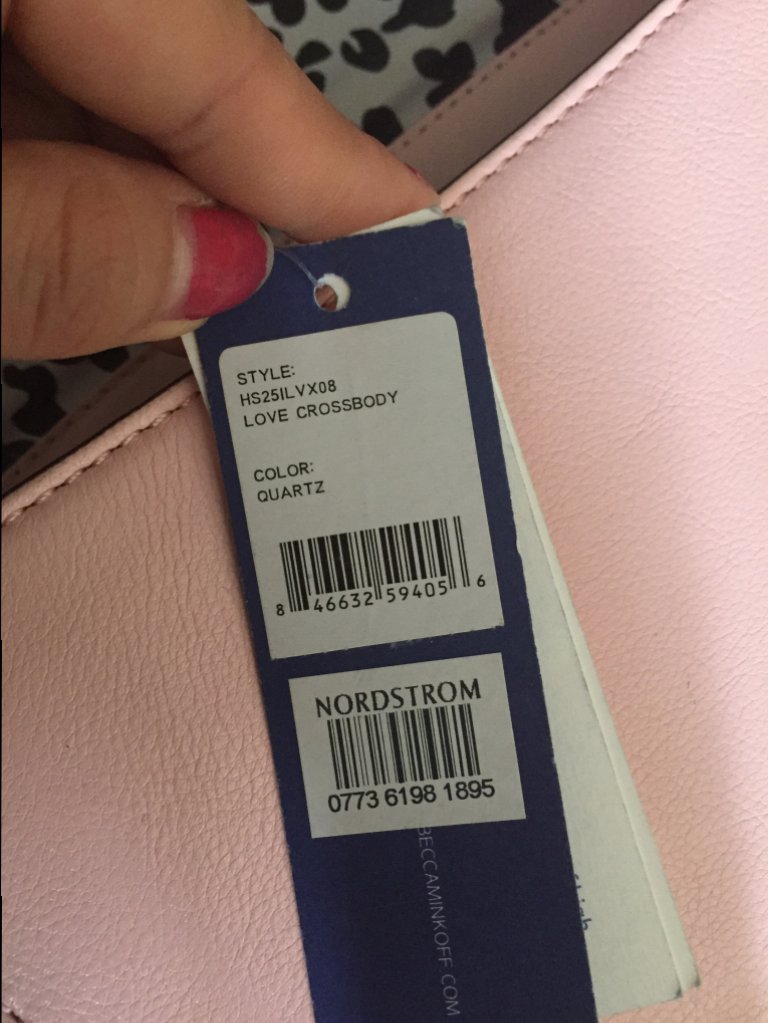 STYLE:
HS25ILVX08
LOVE CROSSBODY
COLOR:
QUARTZ
8 46632 59405 6
NORDSTROM
0773 6198 1895
BECCAMINKOFF.COM